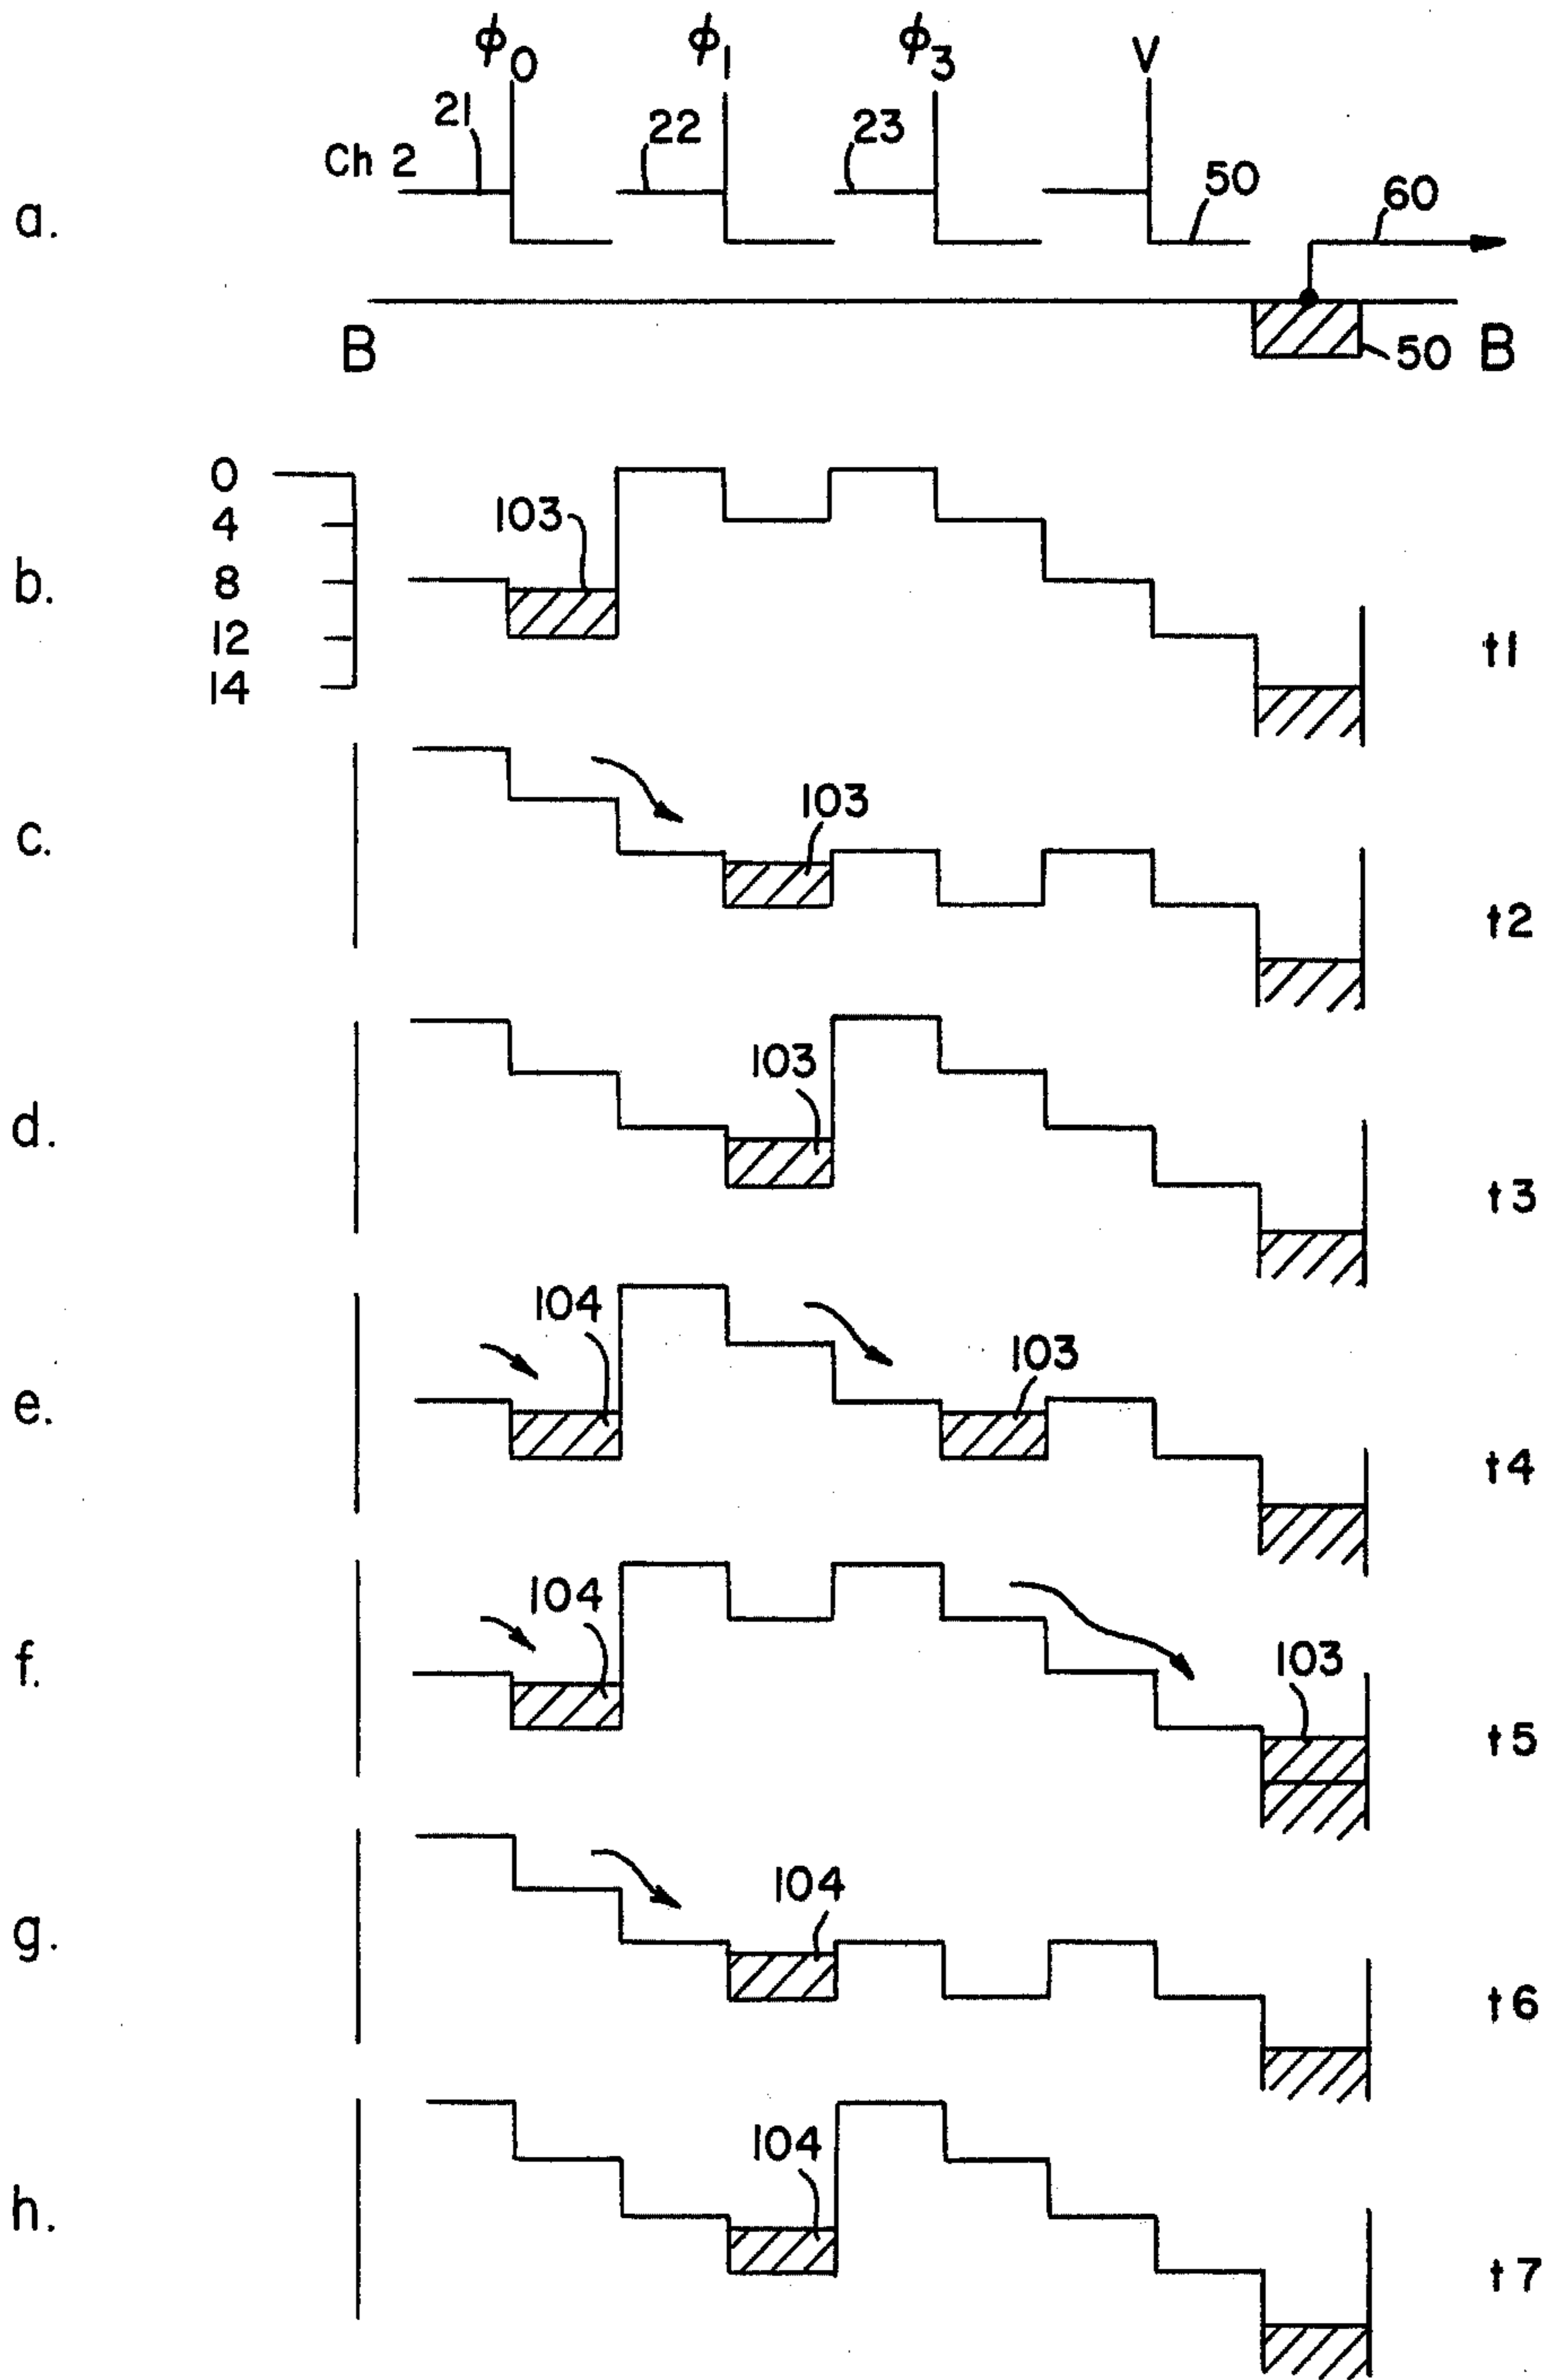 ϕ0 ϕ1 ϕ3 V
21 22 23 50 60
Ch 2
a.
B 50 B
0
4
8
12
14
103
b.
t1
103
c.
t2
103
d.
t3
104 103
e.
t4
104 103
f.
t5
104
g.
t6
104
h.
t7